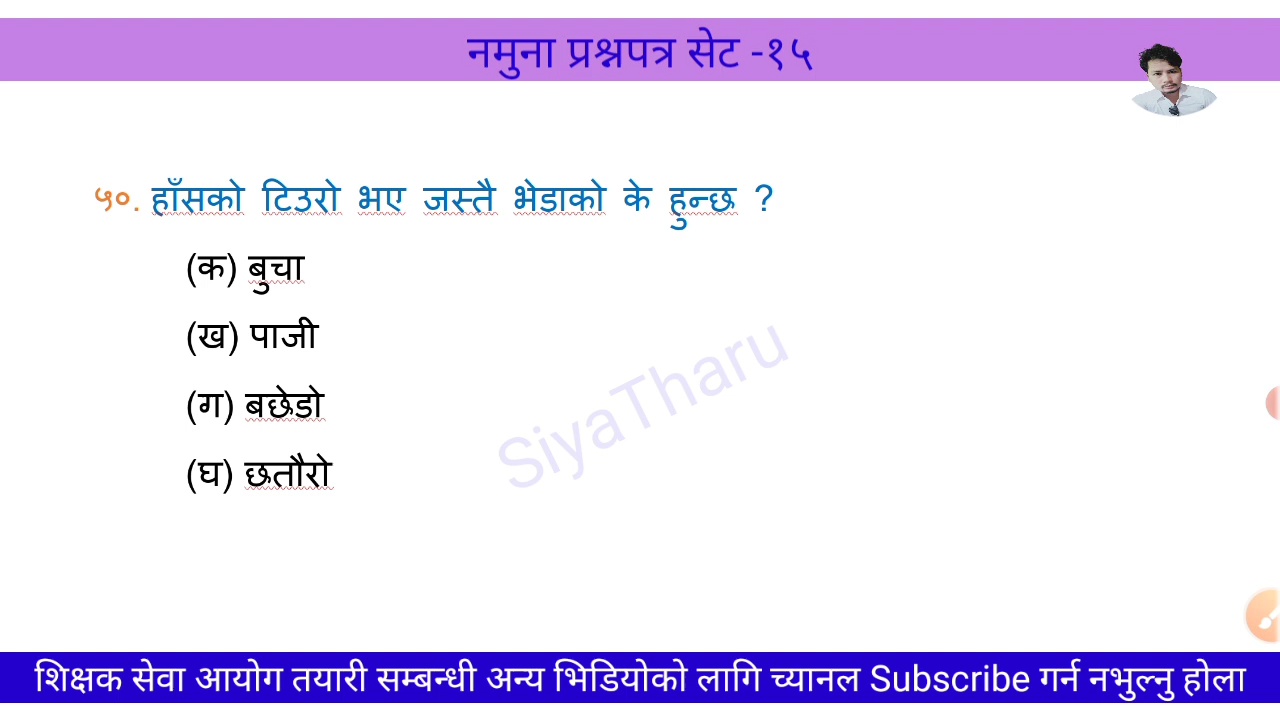 नमुना प्रश्नपत्र सेट -१५
५०. हाँसको टिउरो भए जस्तै भेडाको के हुन्छ ?
(क) बुचा
(ख) पाजी
(ग) बछेडो
(घ) छतौरो
SiyaTharu
शिक्षक सेवा आयोग तयारी सम्बन्धी अन्य भिडियोको लागि च्यानल Subscribe गर्न नभुल्नु होला